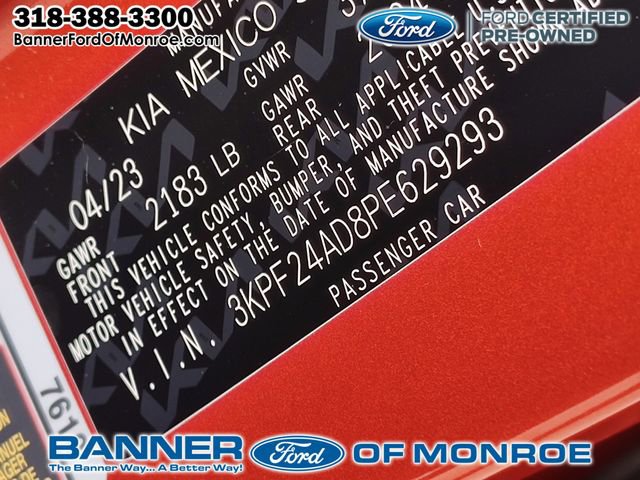 318-388-3300
BannerFordOfMonroe.com
Ford
FORD CERTIFIED
PRE-OWNED
KIA MEXICO
04/23
GVWR
GAWR
FRONT
2183 LB
GAWR
REAR
THIS VEHICLE CONFORMS TO ALL APPLICABLE
MOTOR VEHICLE SAFETY, BUMPER, AND THEFT PREVENTION
IN EFFECT ON THE DATE OF MANUFACTURE SHOWN
V.I.N. 3KPF24AD8PE629293
PASSENGER CAR
761
BANNER Ford OF MONROE
The Banner Way... A Better Way!